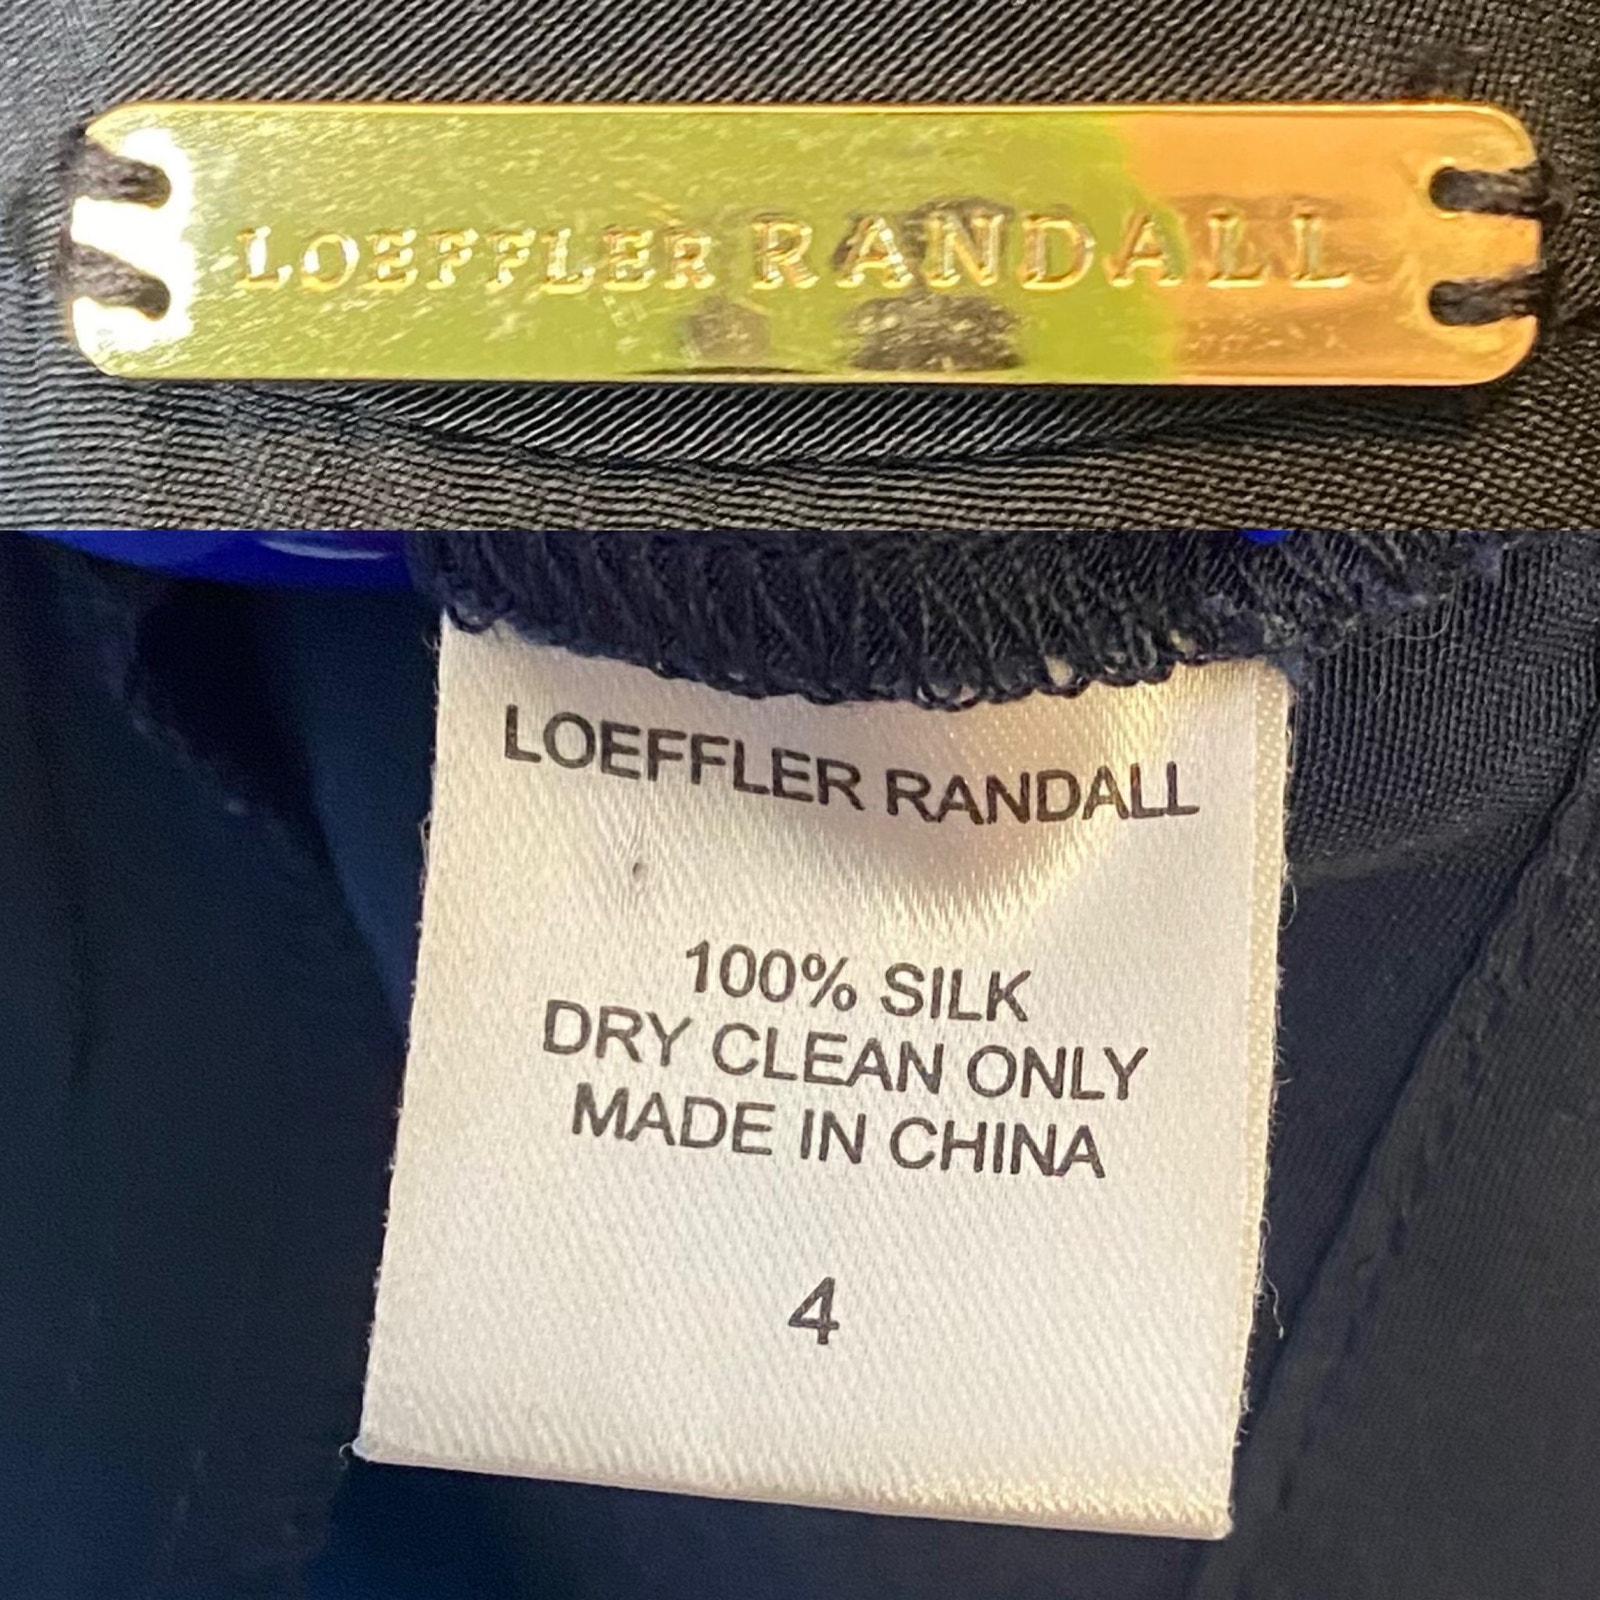 LOEFFLER RANDALL
LOEFFLER RANDALL
100% SILK
DRY CLEAN ONLY
MADE IN CHINA
4